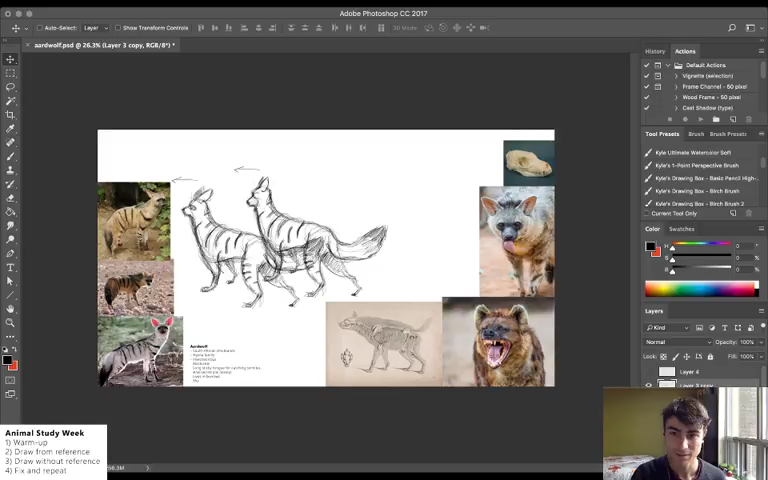 Adobe Photoshop CC 2017
Auto-Select: Layer Show Transform Controls
3D Mode:
aardwolf.psd @ 26.3% (Layer 3 copy, RGB/8*) *
History Actions
Default Actions
Vignette (selection)
Frame Channel - 50 pixel
Wood Frame - 50 pixel
Cast Shadow (type)
Tool Presets Brush Brush Presets
Kyle Ultimate Watercolor Soft
Kyle's 1-Point Perspective Brush
Kyle's Drawing Box - Basic Pencil High-
Kyle's Drawing Box - Birch Brush
Kyle's Drawing Box - Birch Brush 2
Current Tool Only
Color Swatches
H 0
S 0
B 0
Layers
Kind
Normal Opacity: 100%
Lock: Fill: 100%
Layer 4
Aardwolf
Animal Study Week
1) Warm-up
2) Draw from reference
3) Draw without reference
4) Fix and repeat